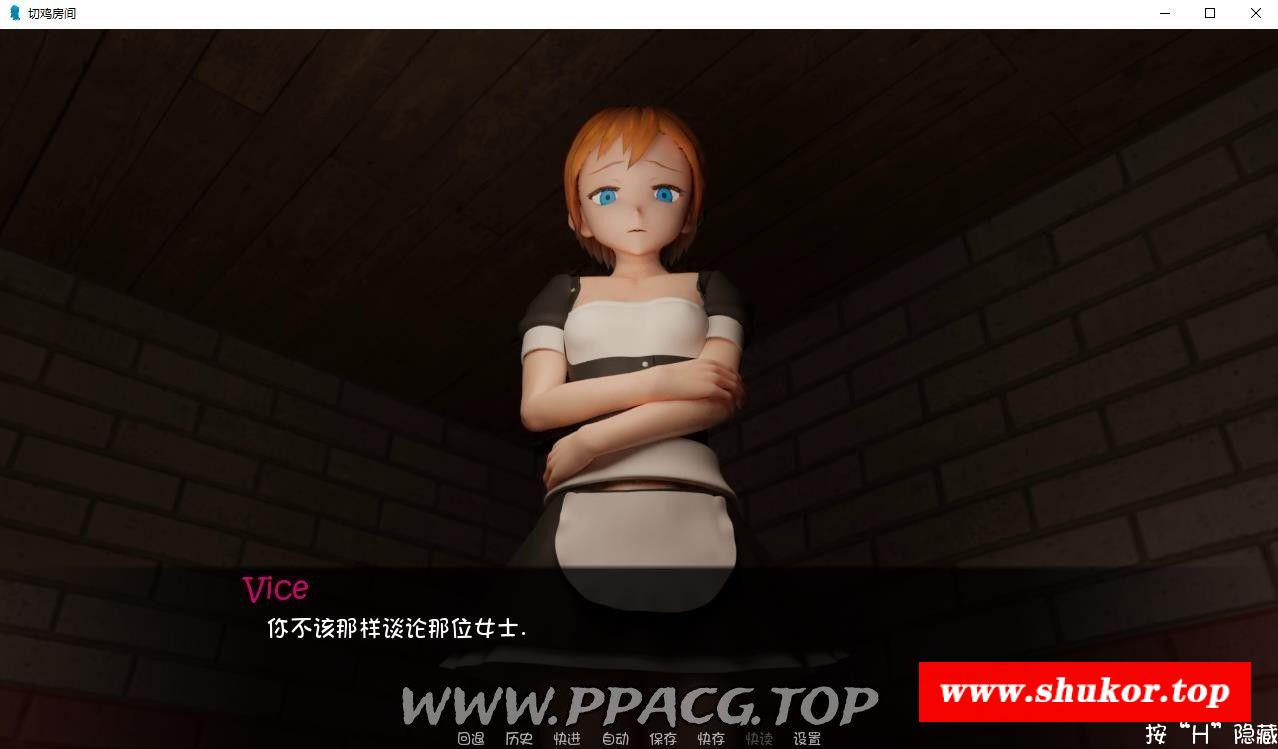 切鸡房间
Vice
你不该那样谈论那位女士.
WWW.PPACG.TOP
www.shukor.top
按“H”隐藏
回退 历史 快进 自动 保存 快存 快读 设置